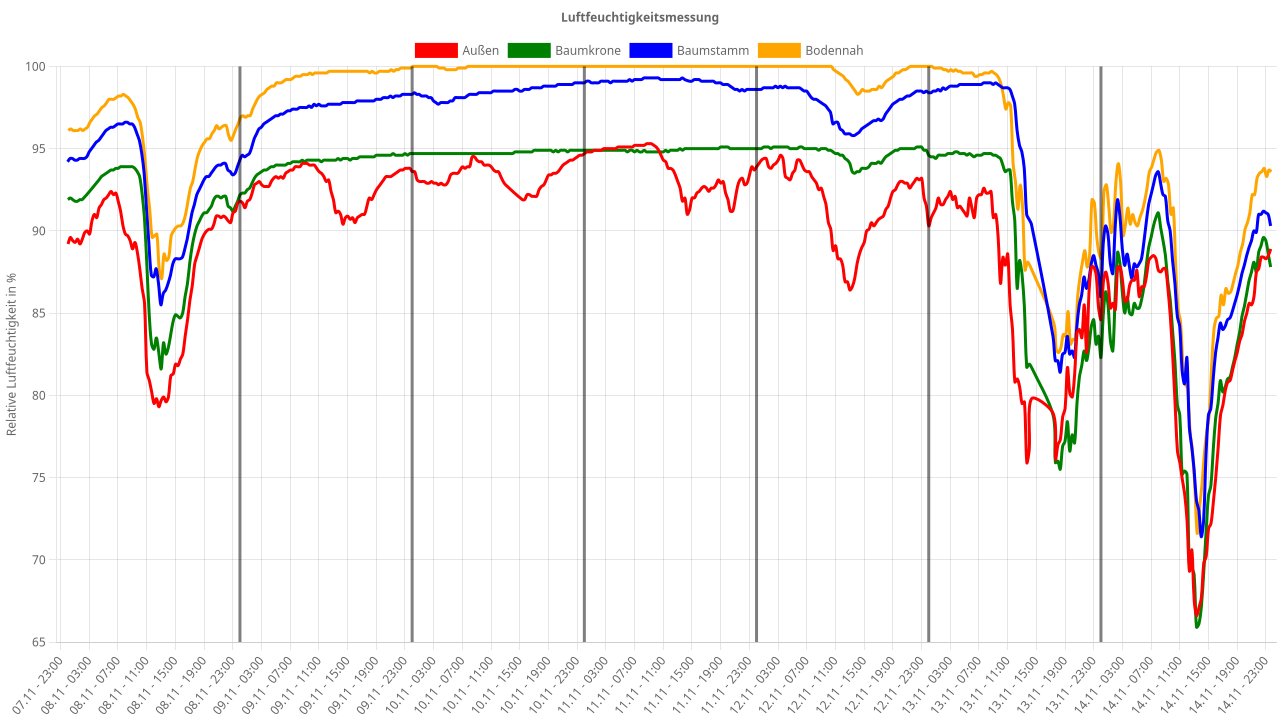 Luftfeuchtigkeitsmessung
Außen Baumkrone Baumstamm Bodennah
Relative Luftfeuchtigkeit in %
100
95
90
85
80
75
70
65
07.11 - 23:00
08.11 - 03:00
08.11 - 07:00
08.11 - 11:00
08.11 - 15:00
08.11 - 19:00
08.11 - 23:00
09.11 - 03:00
09.11 - 07:00
09.11 - 11:00
09.11 - 15:00
09.11 - 19:00
09.11 - 23:00
10.11 - 03:00
10.11 - 07:00
10.11 - 11:00
10.11 - 15:00
10.11 - 19:00
10.11 - 23:00
11.11 - 03:00
11.11 - 07:00
11.11 - 11:00
11.11 - 15:00
11.11 - 19:00
11.11 - 23:00
12.11 - 03:00
12.11 - 07:00
12.11 - 11:00
12.11 - 15:00
12.11 - 19:00
12.11 - 23:00
13.11 - 03:00
13.11 - 07:00
13.11 - 11:00
13.11 - 15:00
13.11 - 19:00
13.11 - 23:00
14.11 - 03:00
14.11 - 07:00
14.11 - 11:00
14.11 - 15:00
14.11 - 19:00
14.11 - 23:00